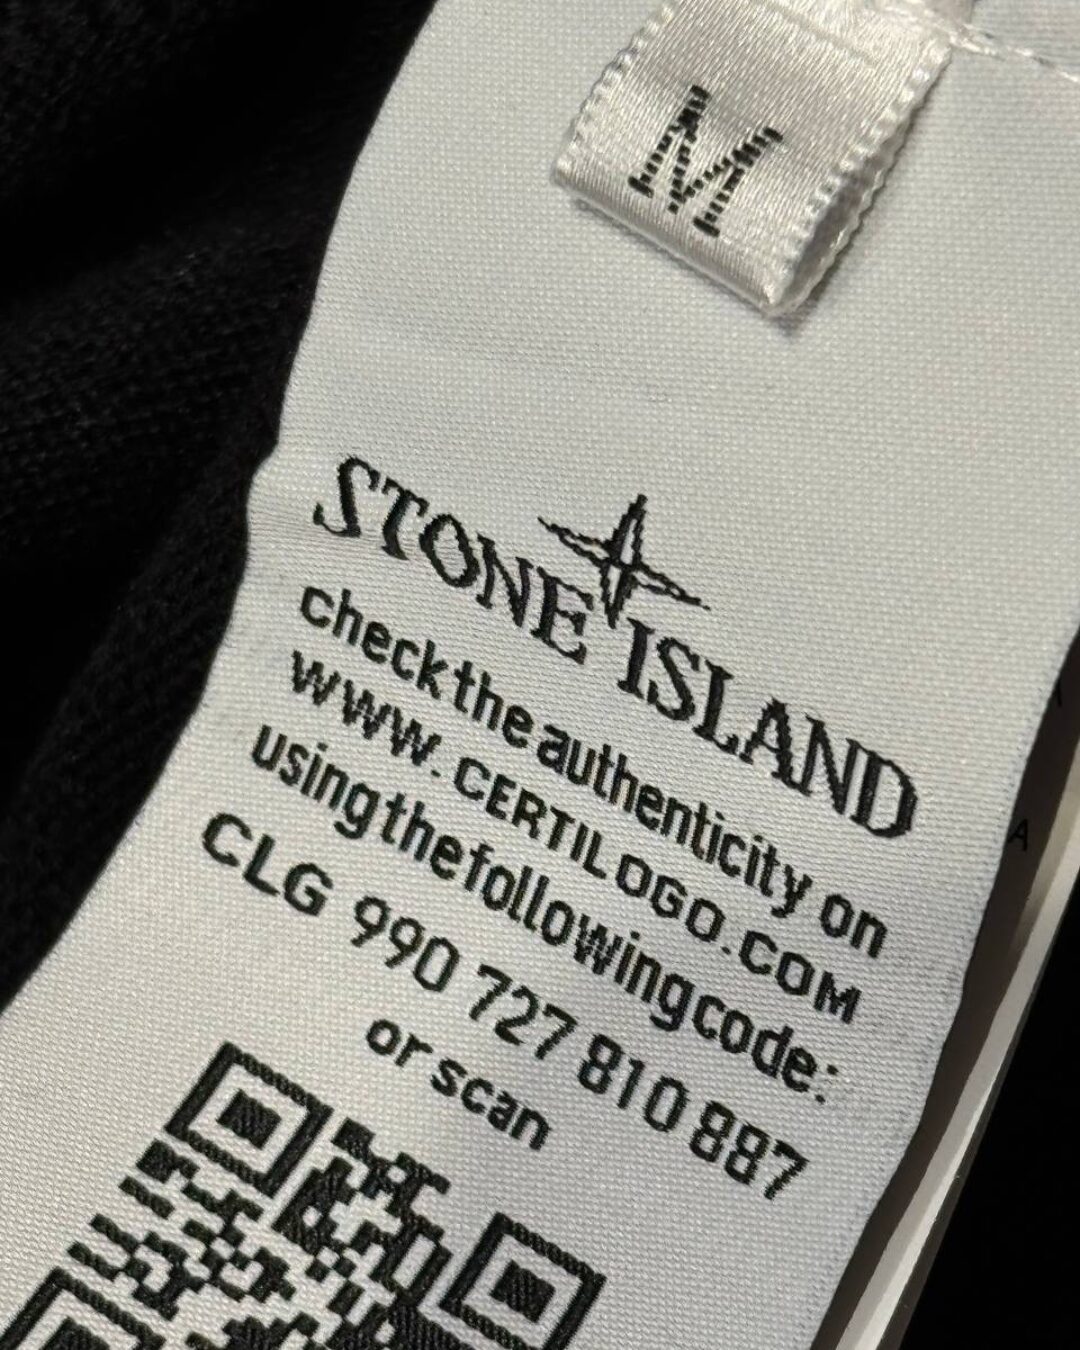 M
STONE ISLAND
check the authenticity on
WWW.CERTILOGO.COM
using the following code:
CLG 990 727 810 887
or scan
A